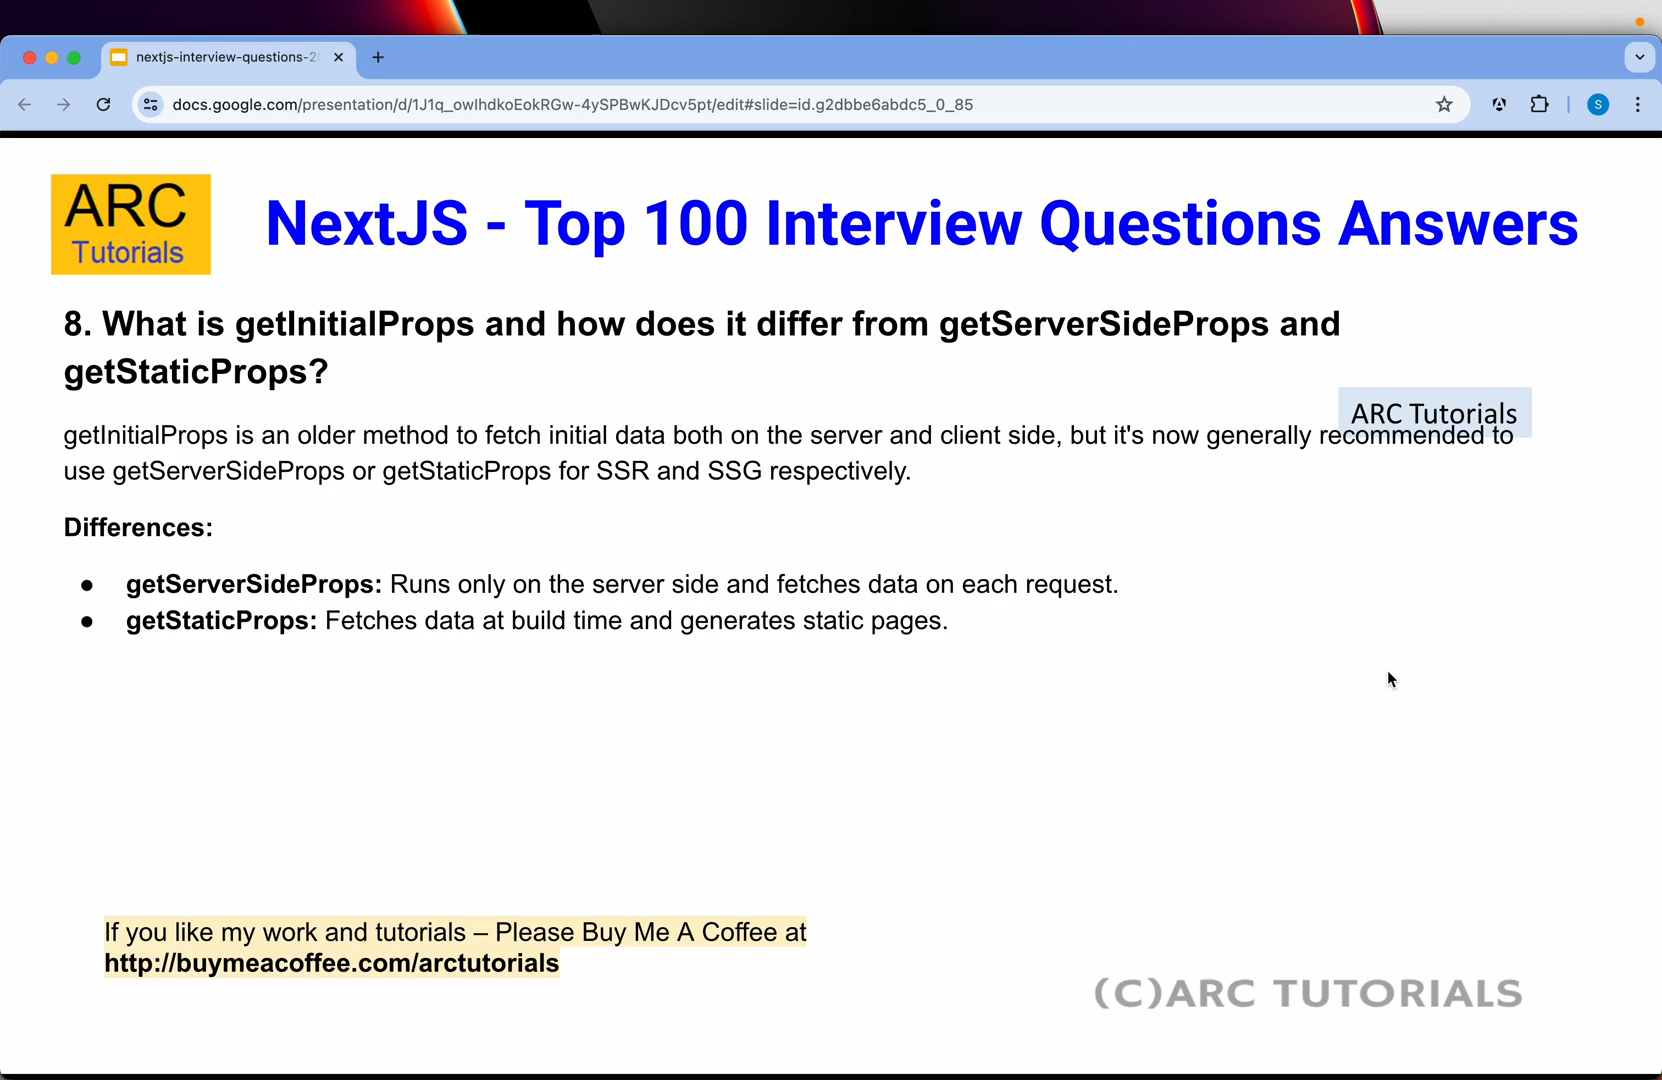 nextjs-interview-questions-2
docs.google.com/presentation/d/1J1q_owlhdkoEokRGw-4ySPBwKJDcv5pt/edit#slide=id.g2dbbe6abdc5_0_85
S
ARC
Tutorials
NextJS - Top 100 Interview Questions Answers
8. What is getInitialProps and how does it differ from getServerSideProps and
getStaticProps?
ARC Tutorials
getInitialProps is an older method to fetch initial data both on the server and client side, but it's now generally recommended to
use getServerSideProps or getStaticProps for SSR and SSG respectively.
Differences:
● getServerSideProps: Runs only on the server side and fetches data on each request.
● getStaticProps: Fetches data at build time and generates static pages.
If you like my work and tutorials – Please Buy Me A Coffee at
http://buymeacoffee.com/arctutorials
(C)ARC TUTORIALS